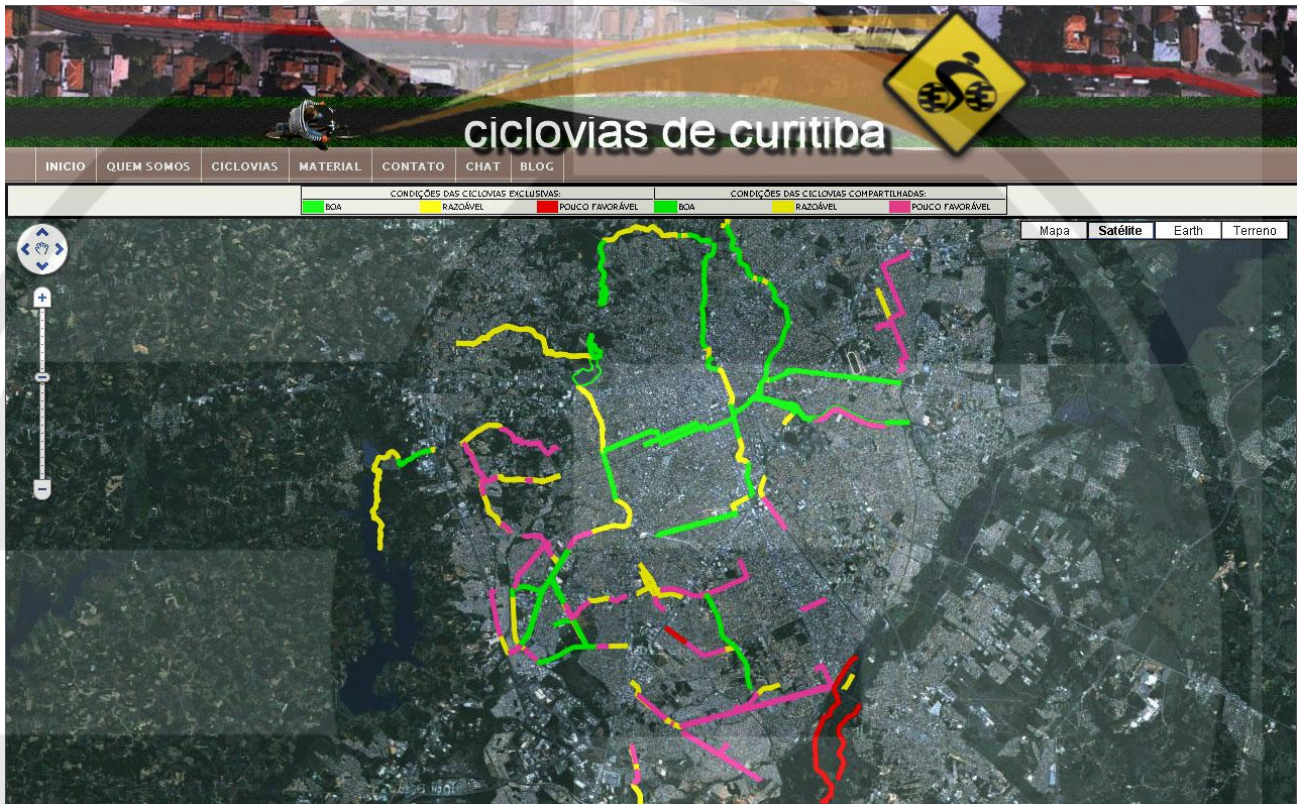 ciclovias de curitiba
INICIO QUEM SOMOS CICLOVIAS MATERIAL CONTATO CHAT BLOG
CONDIÇÕES DAS CICLOVIAS EXCLUSIVAS: CONDIÇÕES DAS CICLOVIAS COMPARTILHADAS:
BOA RAZOÁVEL POUCO FAVORÁVEL BOA RAZOÁVEL POUCO FAVORÁVEL
Mapa Satélite Earth Terreno